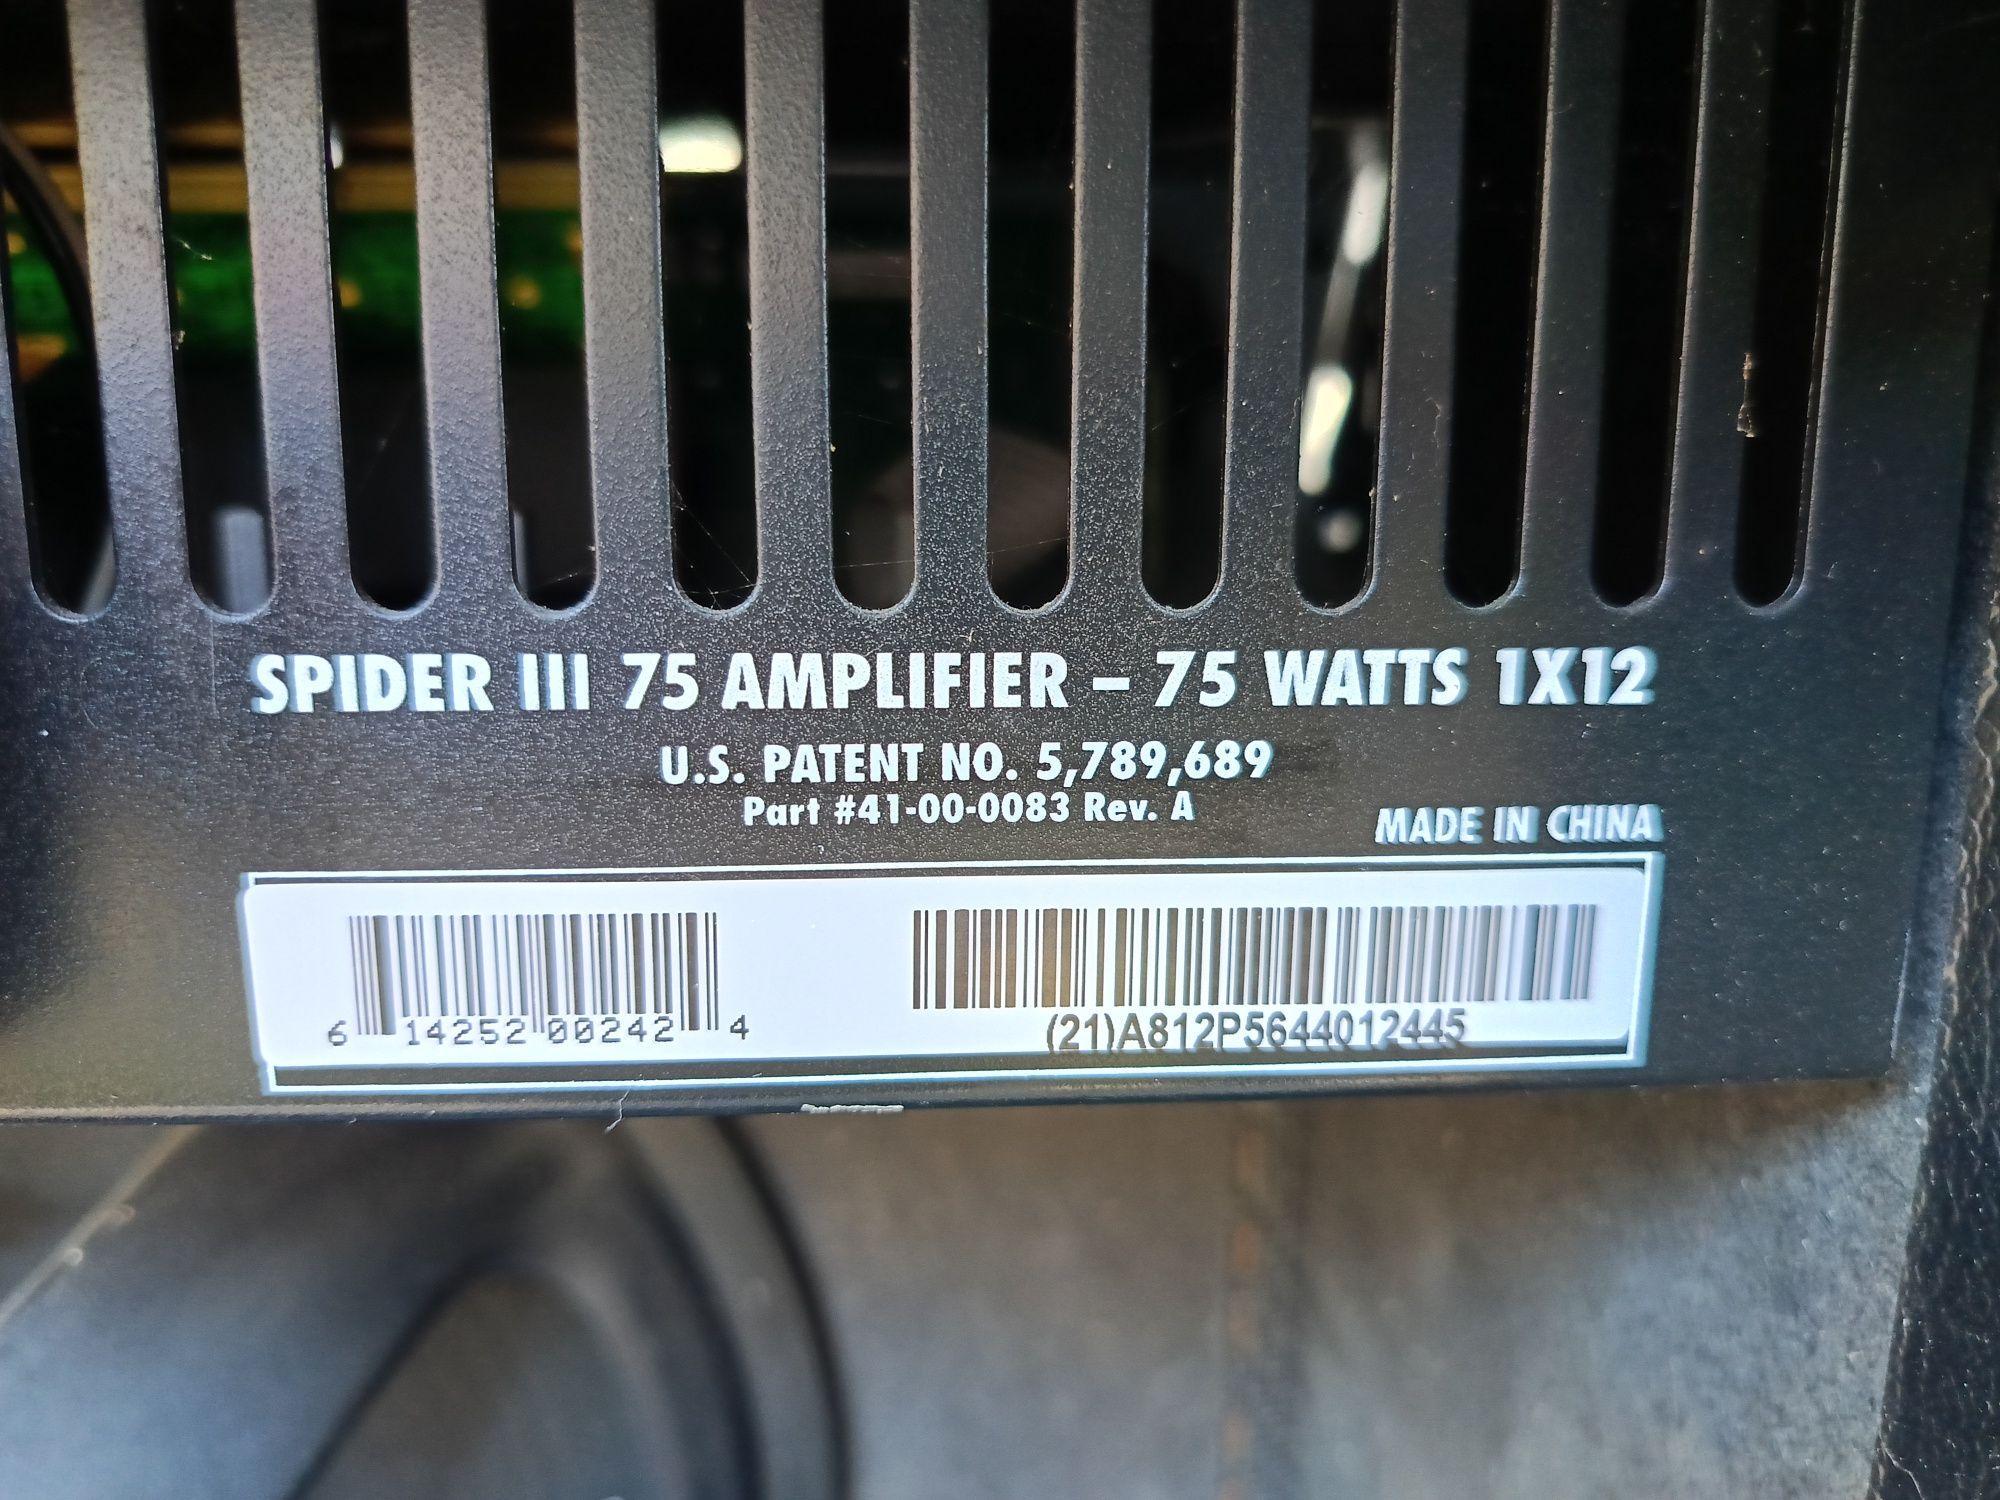 SPIDER III 75 AMPLIFIER – 75 WATTS 1X12
U.S. PATENT NO. 5,789,689
Part #41-00-0083 Rev. A
MADE IN CHINA
6 14252 00242 4
(21)A812P5644012445